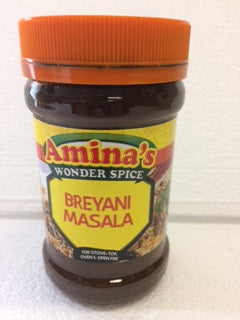 Amina's
WONDER SPICE
BREYANI
MASALA
FOR STOVE-TOP,
OVEN & OPEN FIRE